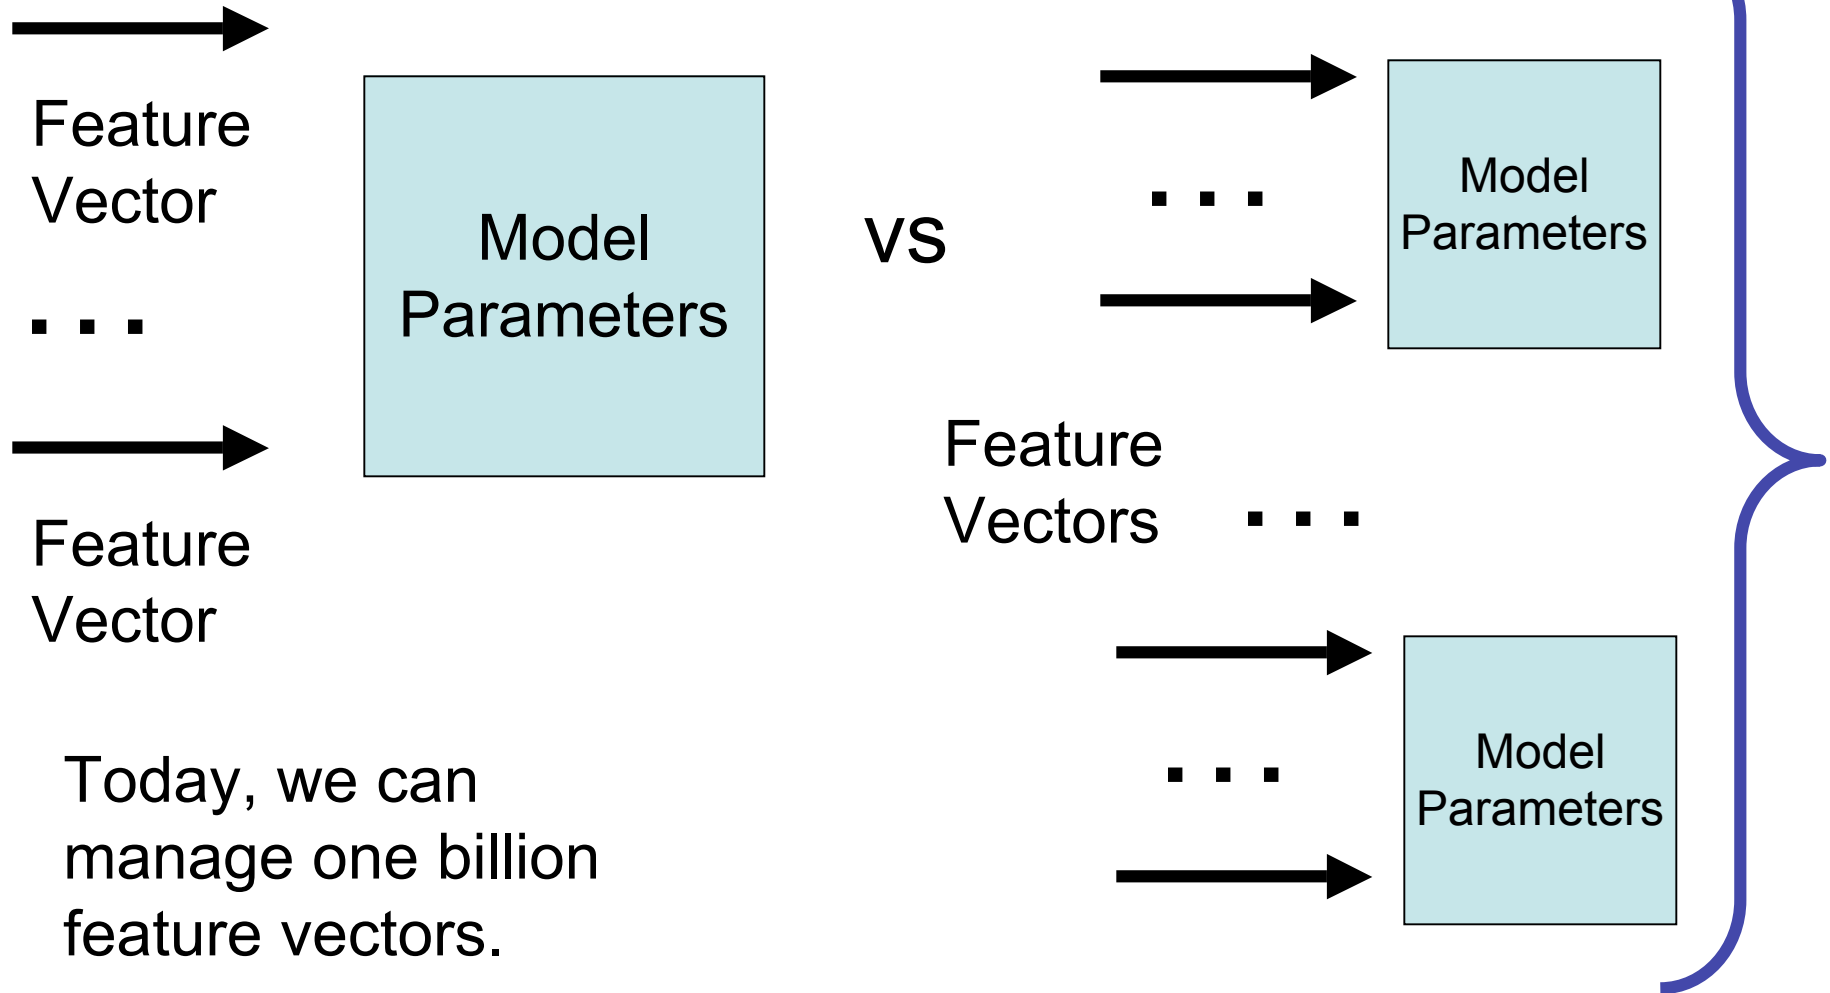 Feature
Vector
. . .
Feature
Vector
Model
Parameters
Today, we can
manage one billion
feature vectors.
vs
. . .
Model
Parameters
Feature
Vectors . . .
. . .
Model
Parameters